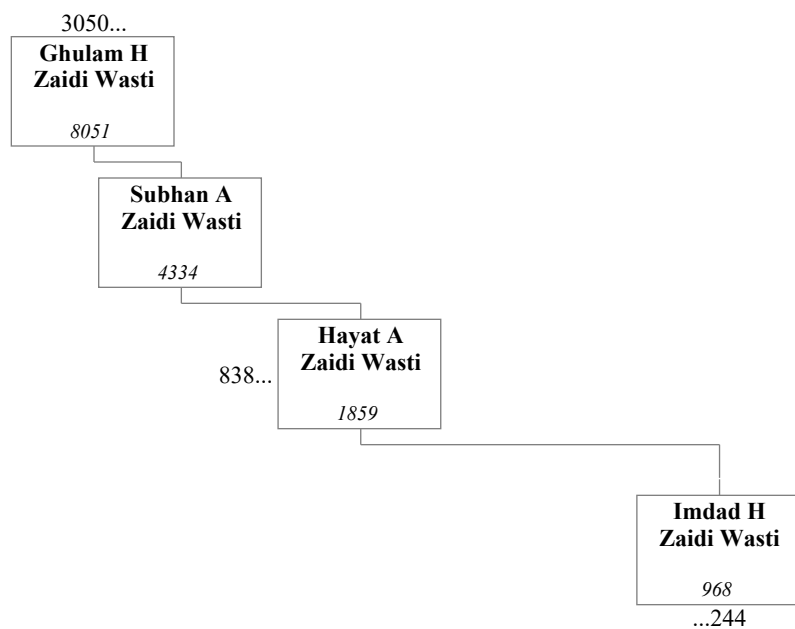 3050...
Ghulam H
Zaidi Wasti
8051
Subhan A
Zaidi Wasti
4334
Hayat A
Zaidi Wasti
838...
1859
Imdad H
Zaidi Wasti
968
...244